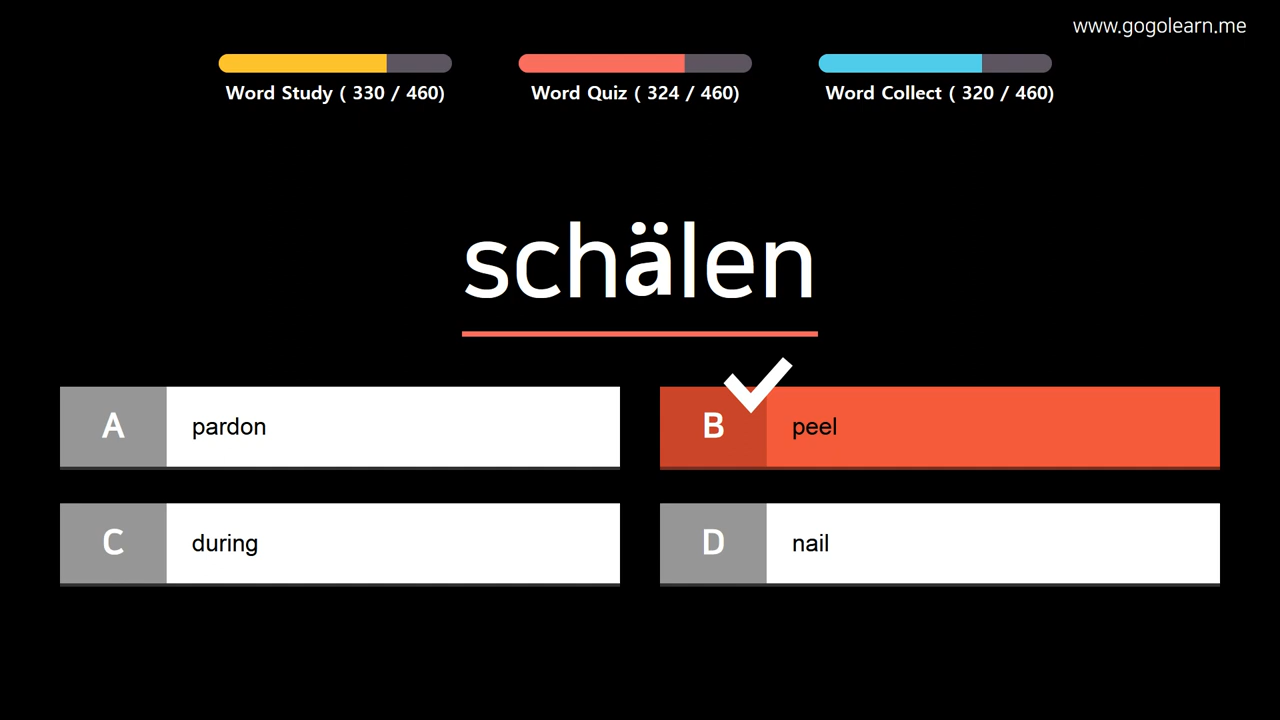 www.gogolearn.me
Word Study ( 330 / 460)
Word Quiz ( 324 / 460)
Word Collect ( 320 / 460)
schälen
A pardon
B peel
C during
D nail